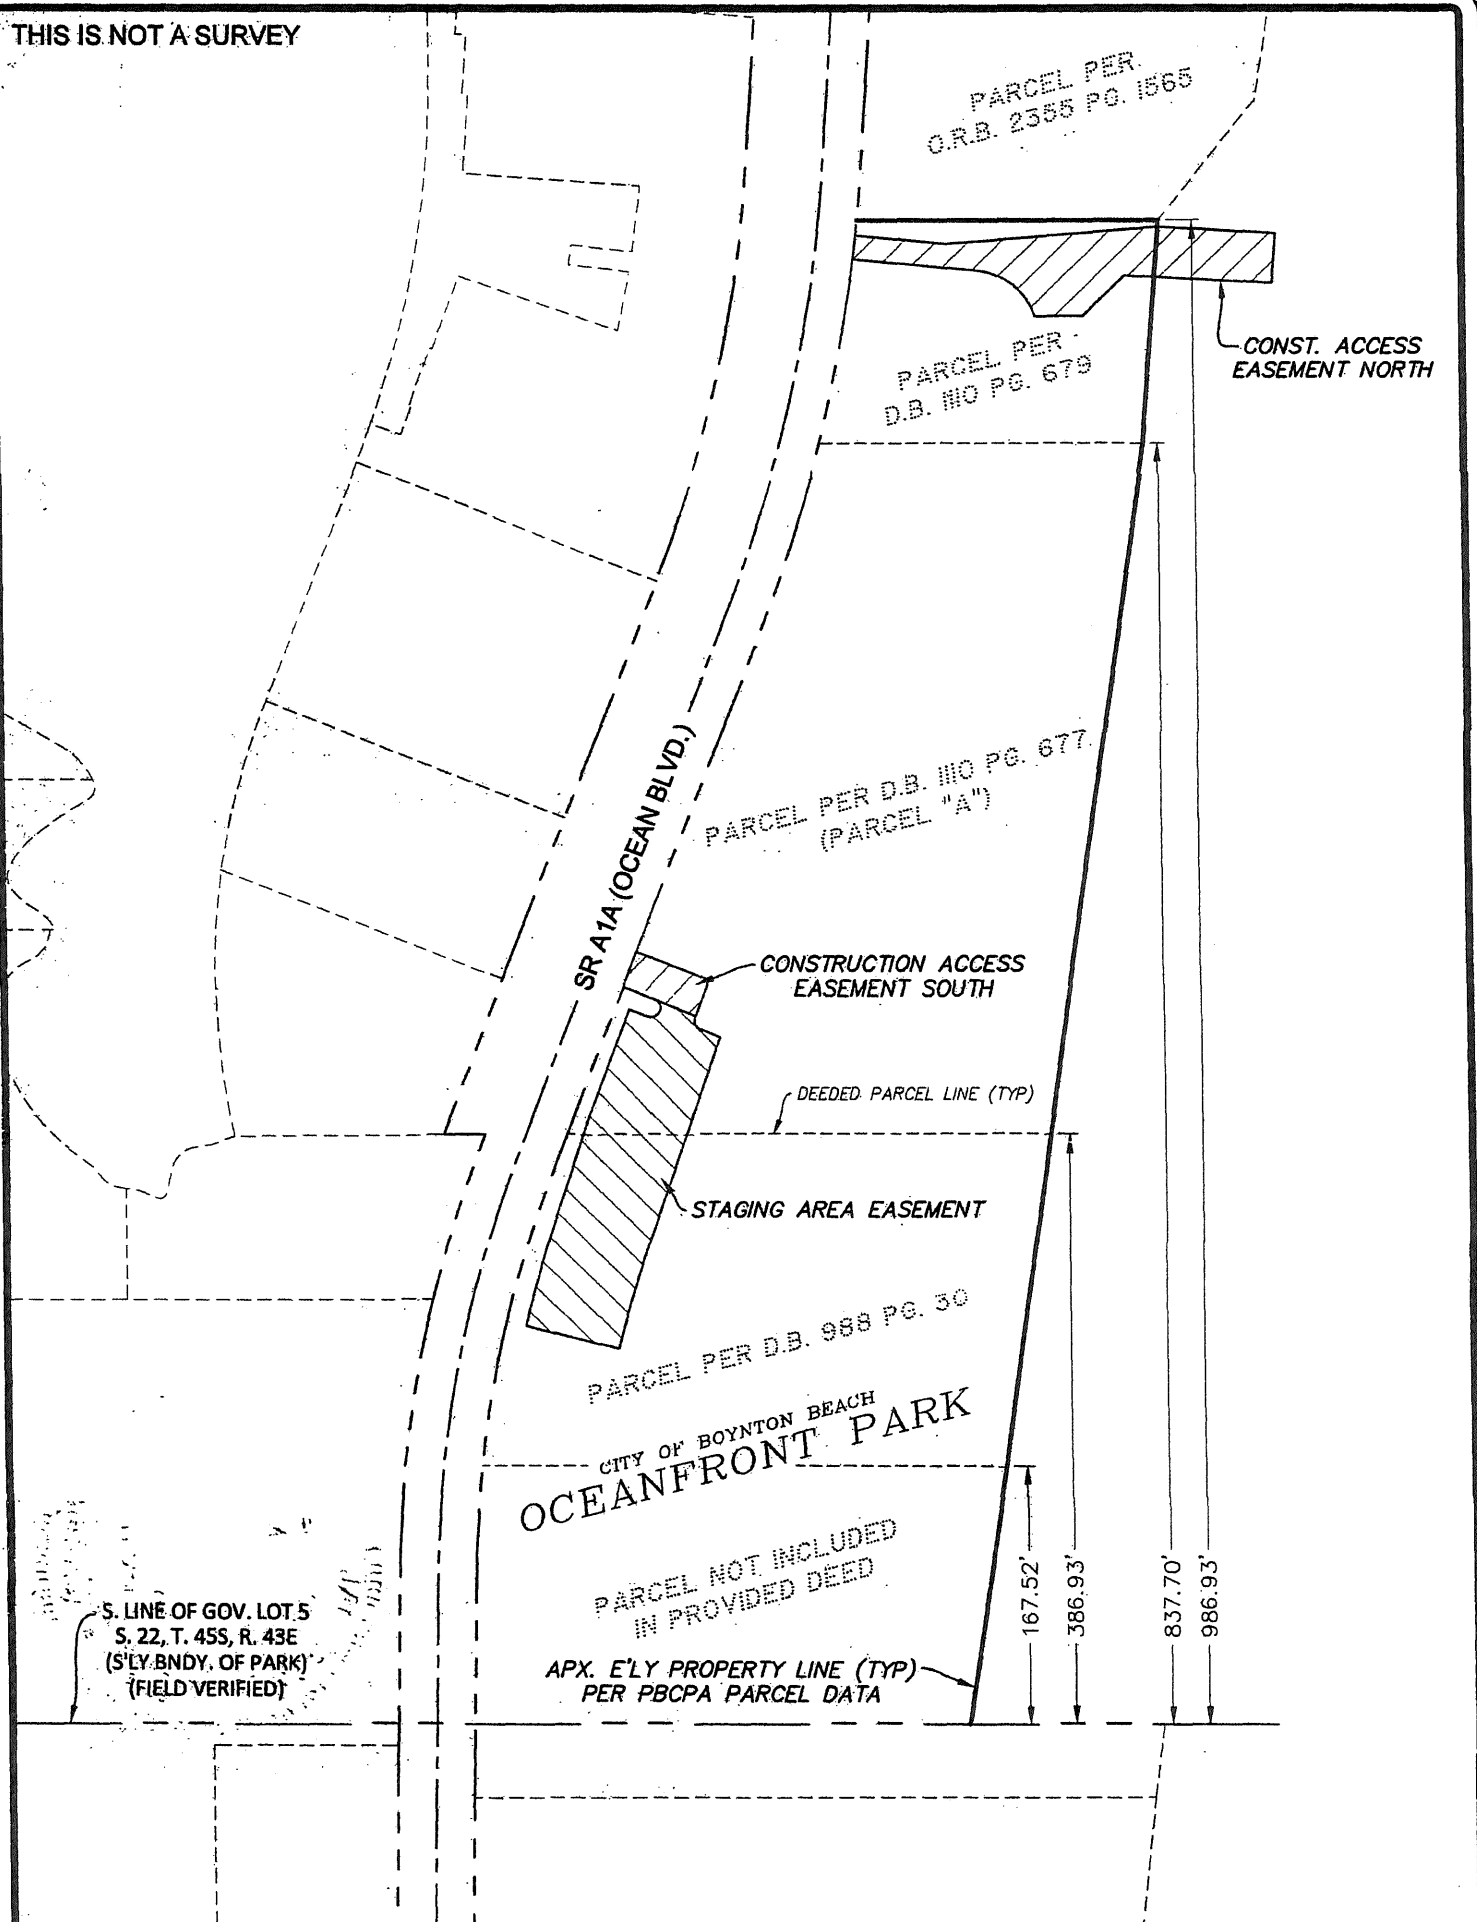 THIS IS NOT A SURVEY
PARCEL PER
O.R.B. 2355 PG. 1565
CONST. ACCESS
EASEMENT NORTH
PARCEL PER
D.B. 1110 PG. 679
SR A1A (OCEAN BLVD.)
PARCEL PER D.B. 1110 PG. 677
(PARCEL "A")
CONSTRUCTION ACCESS
EASEMENT SOUTH
DEEDED PARCEL LINE (TYP)
STAGING AREA EASEMENT
PARCEL PER D.B. 988 PG. 30
CITY OF BOYNTON BEACH
OCEANFRONT PARK
PARCEL NOT INCLUDED
IN PROVIDED DEED
167.52'
386.93'
837.70'
986.93'
S. LINE OF GOV. LOT 5
S. 22, T. 45S, R. 43E
(S'LY BNDY. OF PARK)
(FIELD VERIFIED)
APX. E'LY PROPERTY LINE (TYP)
PER PBCPA PARCEL DATA